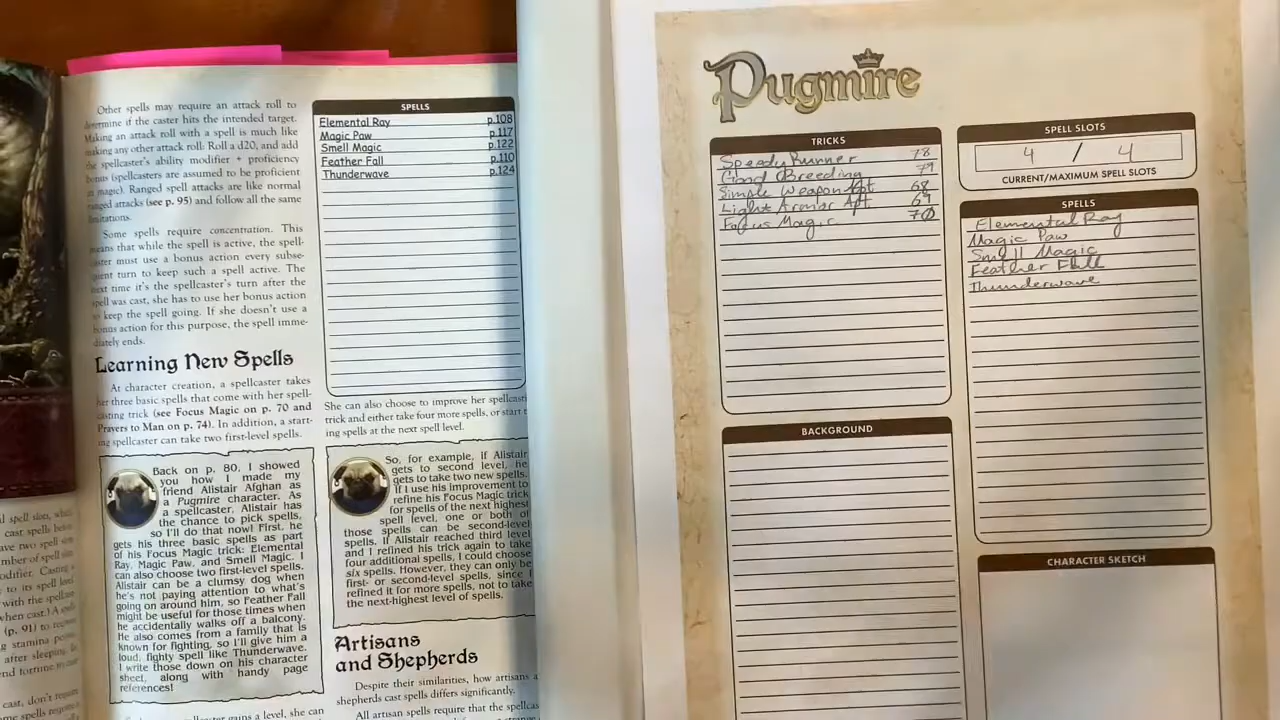 Other spells may require an attack roll to
determine if the caster hits the intended target.
Making an attack roll with a spell is much like
making any other attack roll: Roll a d20, and add
the spellcaster's ability modifier + proficiency
bonus (spellcasters are assumed to be proficient
in magic). Ranged spell attacks are like normal
ranged attacks (see p. 95) and follow all the same
limitations.
Some spells require concentration. This
means that while the spell is active, the spell-
caster must use a bonus action every subse-
quent turn to keep such a spell active. The
next time it's the spellcaster's turn after the
spell was cast, she has to use her bonus action
to keep the spell going. If she doesn't use a
bonus action for this purpose, the spell imme-
diately ends.
Learning New Spells
At character creation, a spellcaster takes
her three basic spells that come with her spell-
casting trick (see Focus Magic on p. 70 and
Prayers to Man on p. 74). In addition, a start-
ing spellcaster can take two first-level spells.
Back on p. 80, I showed
you how I made my
friend Alistair Afghan as
a Pugmire character. As
a spellcaster, Alistair has
the chance to pick spells,
so I'll do that now! First, he
gets his three basic spells as part
of his Focus Magic trick: Elemental
Ray, Magic Paw, and Smell Magic. I
can also choose two first-level spells.
Alistair can be a clumsy dog when
he's not paying attention to what's
going on around him, so Feather Fall
might be useful for those times when
he accidentally walks off a balcony.
He also comes from a family that is
known for fighting, so I'll give him a
loud, fighty spell like Thunderwave.
I write those down on his character
sheet, along with handy page
references!
gains a level, she can
SPELLS
Elemental Ray p.108
Magic Paw p.117
Smell Magic p.122
Feather Fall p.110
Thunderwave p.124
She can also choose to improve her spellcasti
trick and either take four more spells, or start t
ing spells at the next spell level.
So, for example, if Alistair
gets to second level, he
gets to take two new spells.
If I use his improvement to
refine his Focus Magic trick
for spells of the next highest
spell level, one or both of
those spells can be second-level
spells. If Alistair reached third level
and I refined his trick again to take
four additional spells, I could choose
six spells. However, they can only be
first- or second-level spells, since I
refined it for more spells, not to take
the next-highest level of spells.
Artisans
and Shepherds
Despite their similarities, how artisans a
shepherds cast spells differs significantly.
All artisan spells require that the spellcas
Pugmire
TRICKS
Speedy Runner 78
Good Breeding 79
Simple Weapon Apt. 68
Light Armor Apt. 69
Focus Magic 70
BACKGROUND
SPELL SLOTS
4 / 4
CURRENT/MAXIMUM SPELL SLOTS
SPELLS
Elemental Ray
Magic Paw
Smell Magic
Feather Fall
Thunderwave
CHARACTER SKETCH